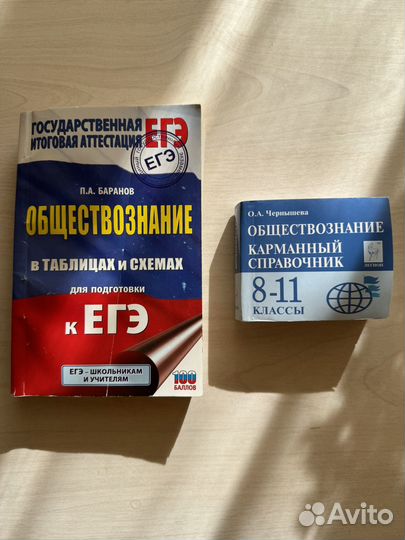 ГОСУДАРСТВЕННАЯ
ИТОГОВАЯ АТТЕСТАЦИЯ
ЕГЭ
ЕГЭ
П.А. БАРАНОВ
ОБЩЕСТВОЗНАНИЕ
В ТАБЛИЦАХ И СХЕМАХ
для подготовки
к ЕГЭ
ЕГЭ – ШКОЛЬНИКАМ
И УЧИТЕЛЯМ
100
БАЛЛОВ
О.А. Чернышева
ОБЩЕСТВОЗНАНИЕ
КАРМАННЫЙ
СПРАВОЧНИК
ЛЕГИОН
8-11
КЛАССЫ
Avito